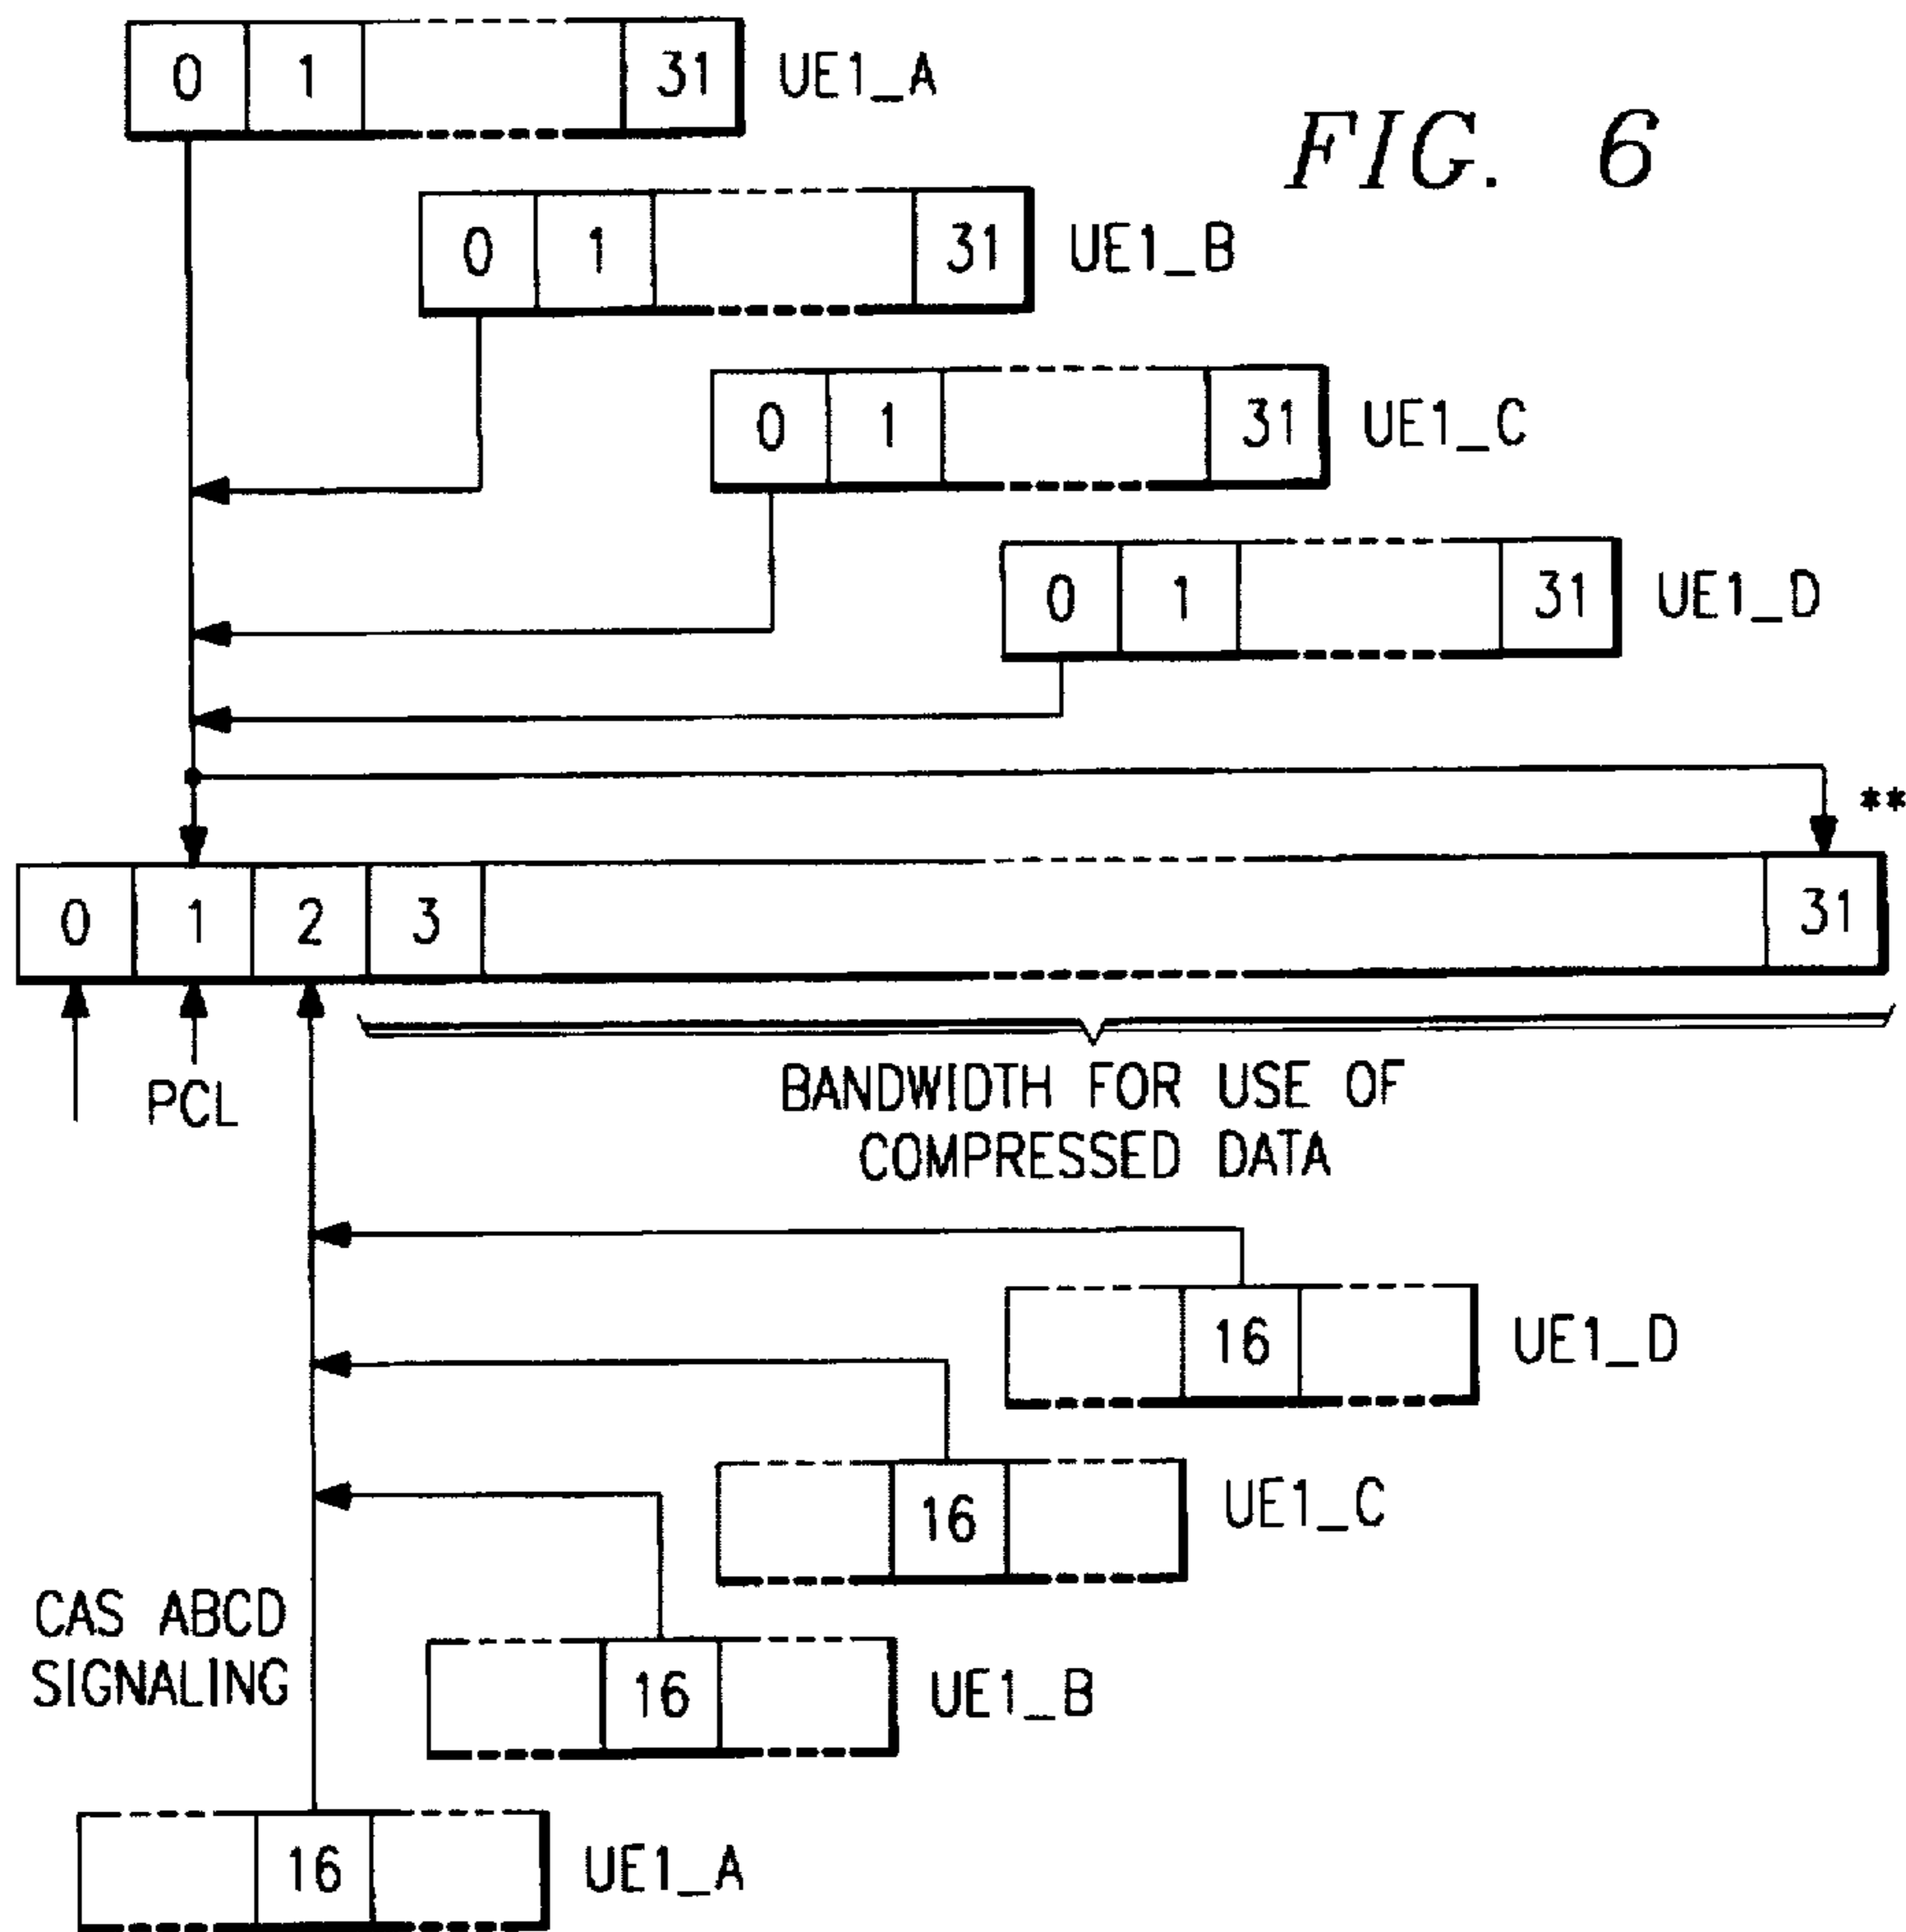 0 1 31 UE1_A
FIG. 6
0 1 31 UE1_B
0 1 31 UE1_C
0 1 31 UE1_D
**
0 1 2 3 31
PCL
BANDWIDTH FOR USE OF
COMPRESSED DATA
16 UE1_D
16 UE1_C
CAS ABCD
SIGNALING
16 UE1_B
16 UE1_A